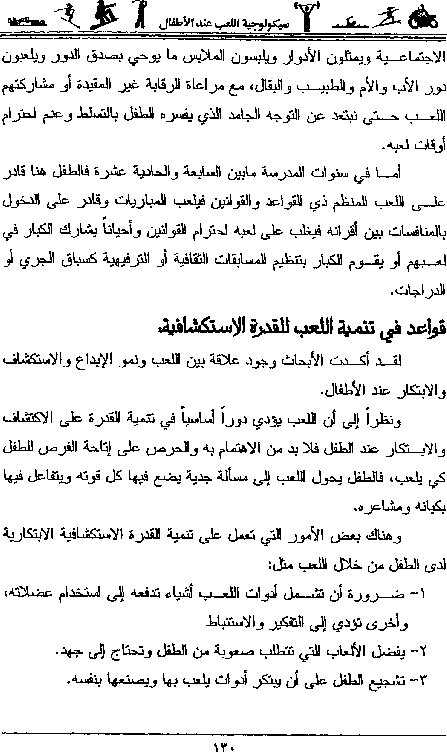 سيكولوجية اللعب عند الأطفال
الاجتماعية ويمثلون الأدوار ويلبسون الملابس ما يوحي بصدق الدور ويلعبون
دور الأب والأم والطبيب والبقال، مع مراعاة للرقابة غير المقيدة أو مشاركتهم
اللعب حتى نبتعد عن التوجه الجامد الذي يفسره الطفل بالتسلط وعدم احترام
أوقات لعبه.
أما في سنوات المدرسة مابين السابعة والحادية عشرة فالطفل هنا قادر
على اللعب المنظم ذي القواعد والقوانين فيلعب المباريات وقادر على الدخول
بالمنافسات بين أقرانه فيغلب على لعبه احترام القوانين وأحياناً يشارك الكبار في
لعبهم أو يقوم الكبار بتنظيم المسابقات الثقافية أو الترفيهية كسباق الجري أو
الدراجات.
قواعد في تنمية اللعب للقدرة الاستكشافية.
لقد أكدت الأبحاث وجود علاقة بين اللعب ونمو الإبداع والاستكشاف
والابتكار عند الأطفال.
ونظراً إلى أن اللعب يؤدي دوراً أساسياً في تنمية القدرة على الاكتشاف
والابتكار عند الطفل فلا بد من الاهتمام به والحرص على إتاحة الفرص للطفل
كي يلعب، فالطفل يحول اللعب إلى مسألة جدية يضع فيها كل قوته ويتفاعل فيها
بكيانه ومشاعره.
وهناك بعض الأمور التي تعمل على تنمية القدرة الاستكشافية الابتكارية
لدى الطفل من خلال اللعب مثل:
١- ضرورة أن تشمل أدوات اللعب أشياء تدفعه إلى استخدام عضلاته،
وأخرى تؤدي إلى التفكير والاستنباط
٢- يفضل الألعاب التي تتطلب صعوبة من الطفل وتحتاج إلى جهد.
٣- تشجيع الطفل على أن يبتكر أدوات يلعب بها ويصنعها بنفسه.
١٣٠